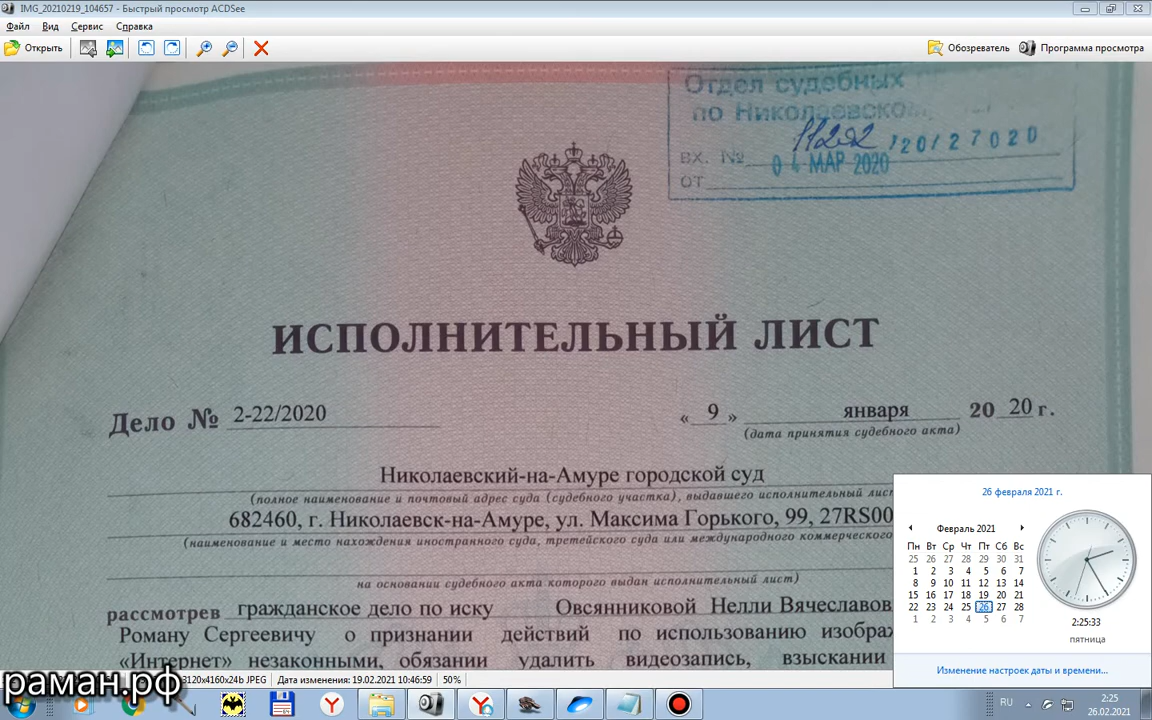 IMG_20210219_104657 - Быстрый просмотр ACDSee
Файл Вид Сервис Справка
Открыть Обозреватель Программа просмотра
Отдел судебных
по Николаевском
ВХ. № 11292 /20/27020
ОТ 04 МАР 2020
ИСПОЛНИТЕЛЬНЫЙ ЛИСТ
Дело № 2-22/2020 « 9 » января 20 20 г.
(дата принятия судебного акта)
Николаевский-на-Амуре городской суд
(полное наименование и почтовый адрес суда (судебного участка), выдавшего исполнительный лист
682460, г. Николаевск-на-Амуре, ул. Максима Горького, 99, 27RS00
(наименование и место нахождения иностранного суда, третейского суда или международного коммерческого
на основании судебного акта которого выдан исполнительный лист)
рассмотрев гражданское дело по иску Овсянниковой Нелли Вячеславов
Роману Сергеевичу о признании действий по использованию изобра
«Интернет» незаконными, обязании удалить видеозапись, взыскании
26 февраля 2021 г.
Февраль 2021
Пн Вт Ср Чт Пт Сб Вс
25 26 27 28 29 30 31
1 2 3 4 5 6 7
8 9 10 11 12 13 14
15 16 17 18 19 20 21
22 23 24 25 26 27 28
1 2 3 4 5 6 7
2:25:33
пятница
Изменение настроек даты и времени...
3120x4160x24b JPEG Дата изменения: 19.02.2021 10:46:59 50%
раман.рф
RU 2:25
26.02.2021